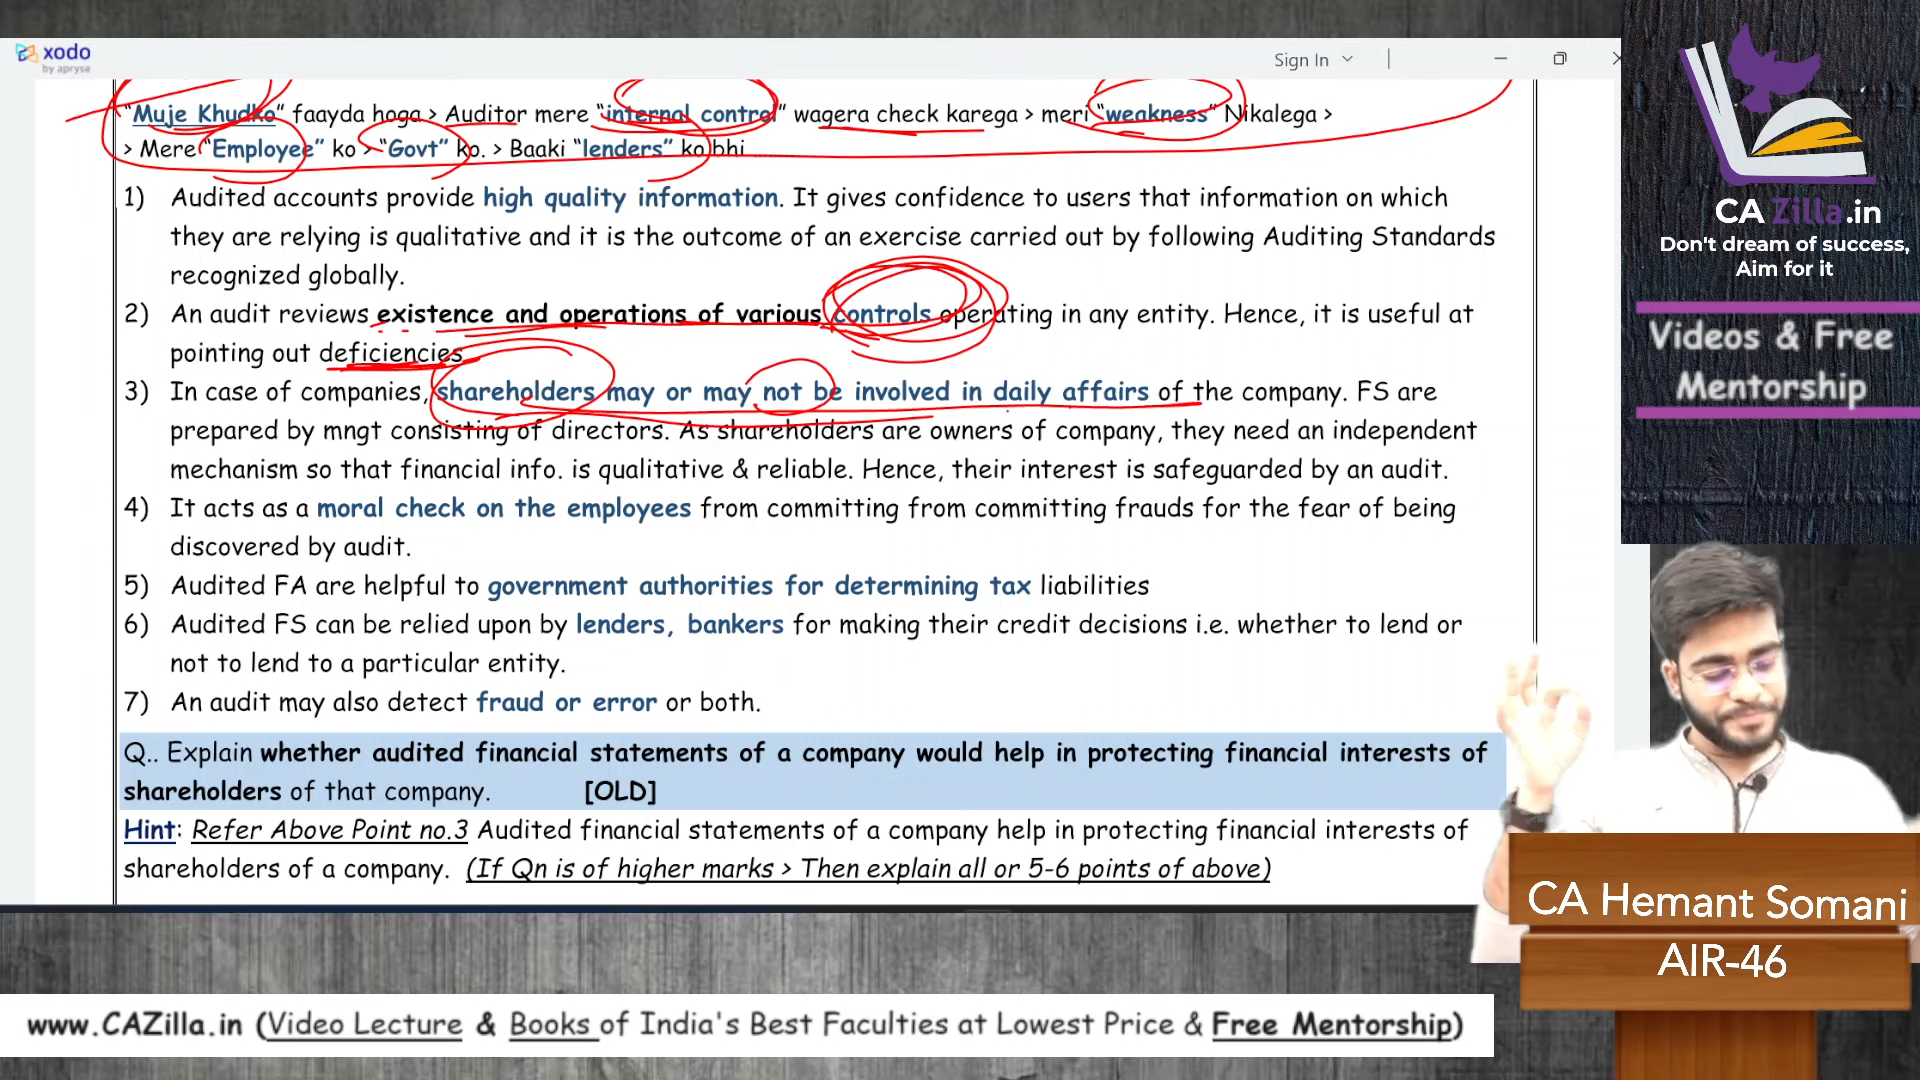 xodo
by apryse
Sign In
"Muje Khudko" faayda hoga > Auditor mere "internal control" wagera check karega > meri "weakness" Nikalega >
> Mere "Employee" ko > "Govt" ko. > Baaki "lenders" ko bhi ..............
1) Audited accounts provide high quality information. It gives confidence to users that information on which
they are relying is qualitative and it is the outcome of an exercise carried out by following Auditing Standards
recognized globally.
2) An audit reviews existence and operations of various controls operating in any entity. Hence, it is useful at
pointing out deficiencies.
3) In case of companies, shareholders may or may not be involved in daily affairs of the company. FS are
prepared by mngt consisting of directors. As shareholders are owners of company, they need an independent
mechanism so that financial info. is qualitative & reliable. Hence, their interest is safeguarded by an audit.
4) It acts as a moral check on the employees from committing from committing frauds for the fear of being
discovered by audit.
5) Audited FA are helpful to government authorities for determining tax liabilities
6) Audited FS can be relied upon by lenders, bankers for making their credit decisions i.e. whether to lend or
not to lend to a particular entity.
7) An audit may also detect fraud or error or both.
Q.. Explain whether audited financial statements of a company would help in protecting financial interests of
shareholders of that company. [OLD]
Hint: Refer Above Point no.3 Audited financial statements of a company help in protecting financial interests of
shareholders of a company. (If Qn is of higher marks > Then explain all or 5-6 points of above)
CA Zilla.in
Don't dream of success,
Aim for it
Videos & Free
Mentorship
CA Hemant Somani
AIR-46
www.CAZilla.in (Video Lecture & Books of India's Best Faculties at Lowest Price & Free Mentorship)